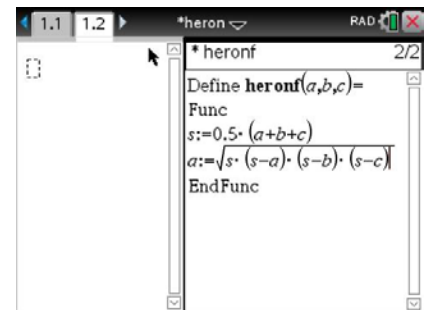 1.1 1.2 *heron RAD
* heronf 2/2
Define heronf(a,b,c)=
Func
s:=0.5· (a+b+c)
a:=√s· (s−a)· (s−b)· (s−c)
EndFunc